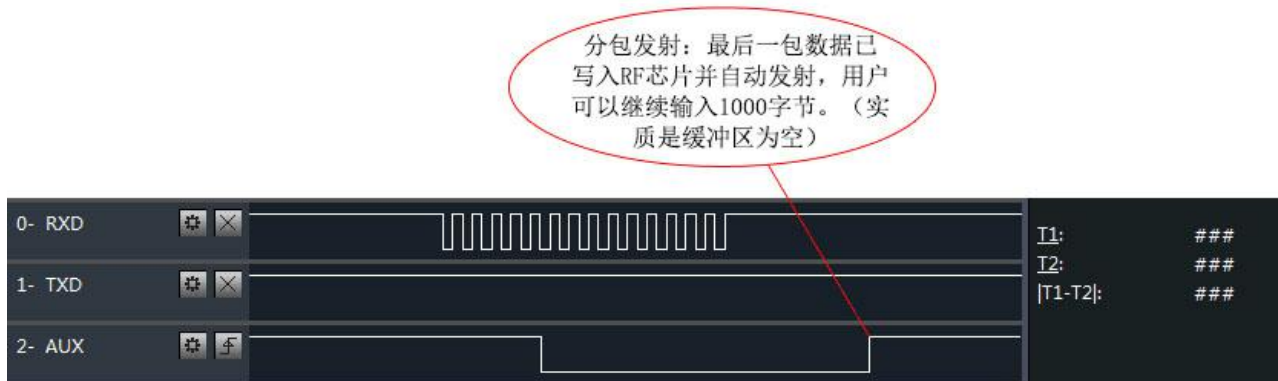 分包发射：最后一包数据已
写入RF芯片并自动发射，用户
可以继续输入1000字节。（实
质是缓冲区为空）
0- RXD
1- TXD
2- AUX
T1: ###
T2: ###
|T1-T2|: ###